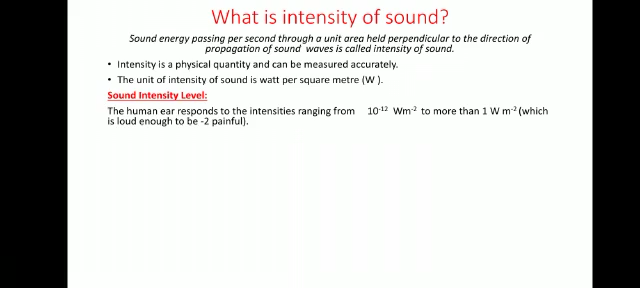 What is intensity of sound?
Sound energy passing per second through a unit area held perpendicular to the direction of
propagation of sound waves is called intensity of sound.
• Intensity is a physical quantity and can be measured accurately.
• The unit of intensity of sound is watt per square metre (W ).
Sound Intensity Level:
The human ear responds to the intensities ranging from 10⁻¹² Wm⁻² to more than 1 W m⁻² (which
is loud enough to be -2 painful).